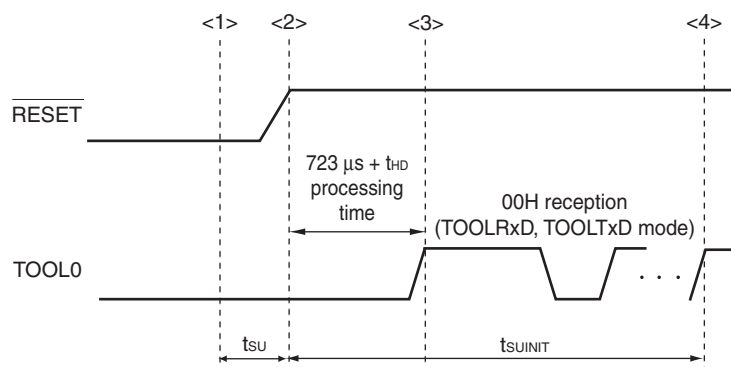 <1> <2> <3> <4>
RESET
723 µs + tHD
processing
time
00H reception
(TOOLRxD, TOOLTxD mode)
TOOL0
. . .
tSU
tSUINIT